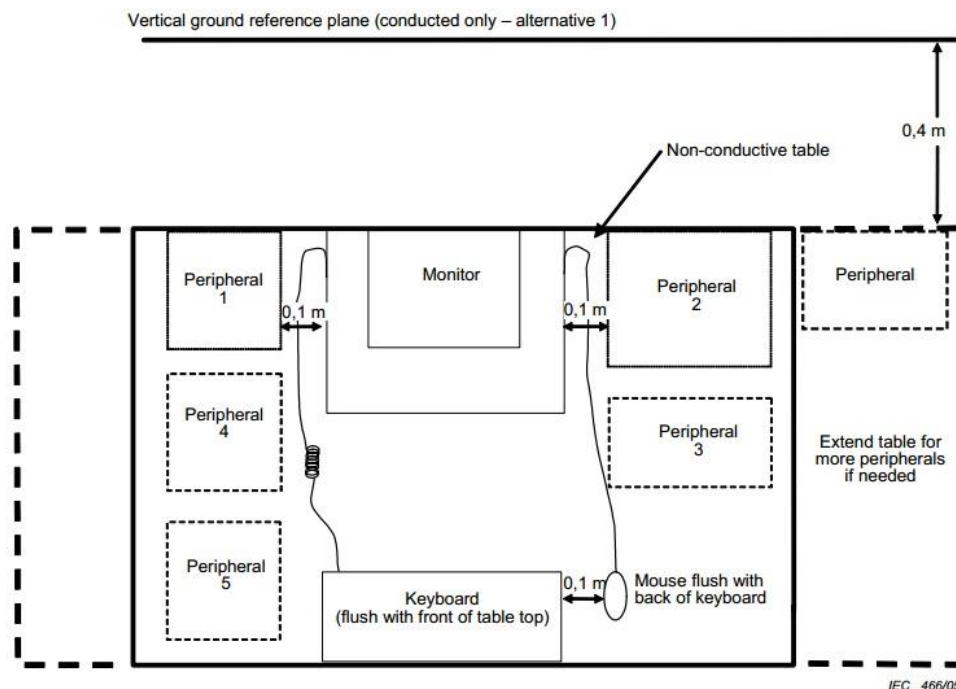 Vertical ground reference plane (conducted only – alternative 1)
0,4 m
Non-conductive table
Peripheral
1
Monitor
Peripheral
2
Peripheral
0,1 m
0,1 m
Peripheral
4
Peripheral
3
Extend table for
more peripherals
if needed
Peripheral
5
Keyboard
(flush with front of table top)
0,1 m
Mouse flush with
back of keyboard
IEC 466/05